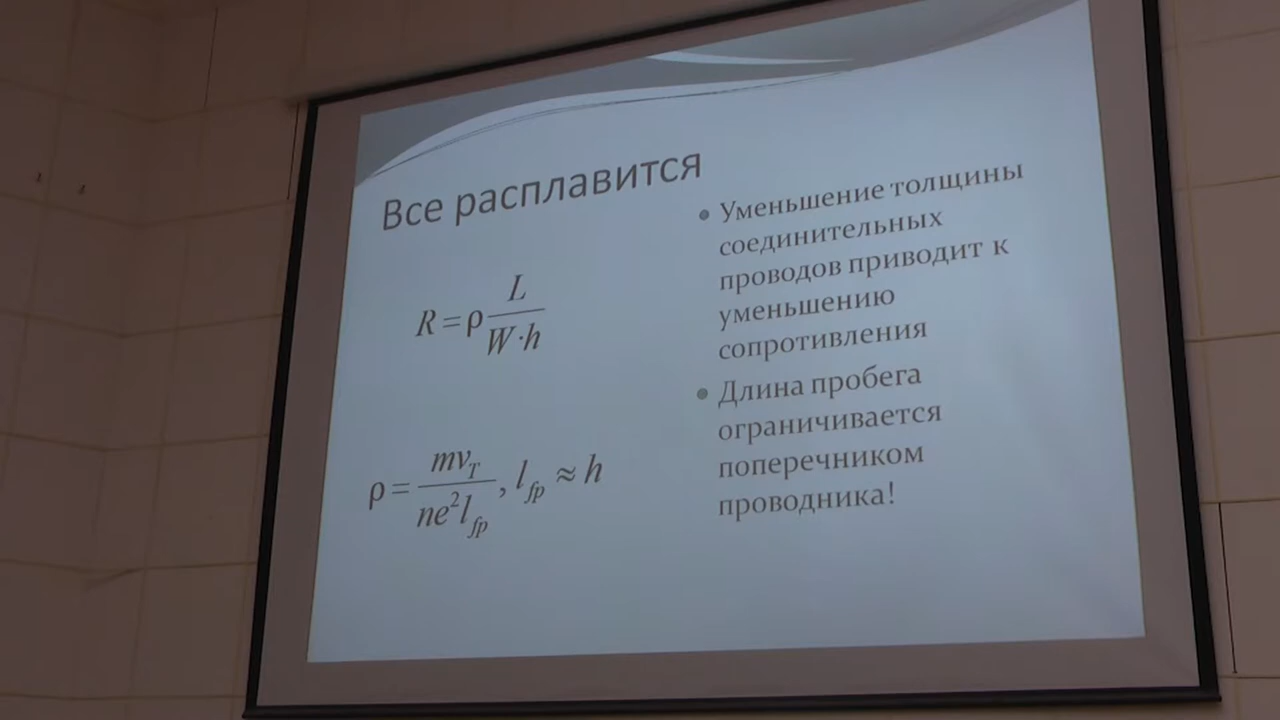 Все расплавится
R = ρ L / W·h
ρ = mv_T / ne²l_fp , l_fp ≈ h
• Уменьшение толщины
соединительных
проводов приводит к
уменьшению
сопротивления
• Длина пробега
ограничивается
поперечником
проводника!